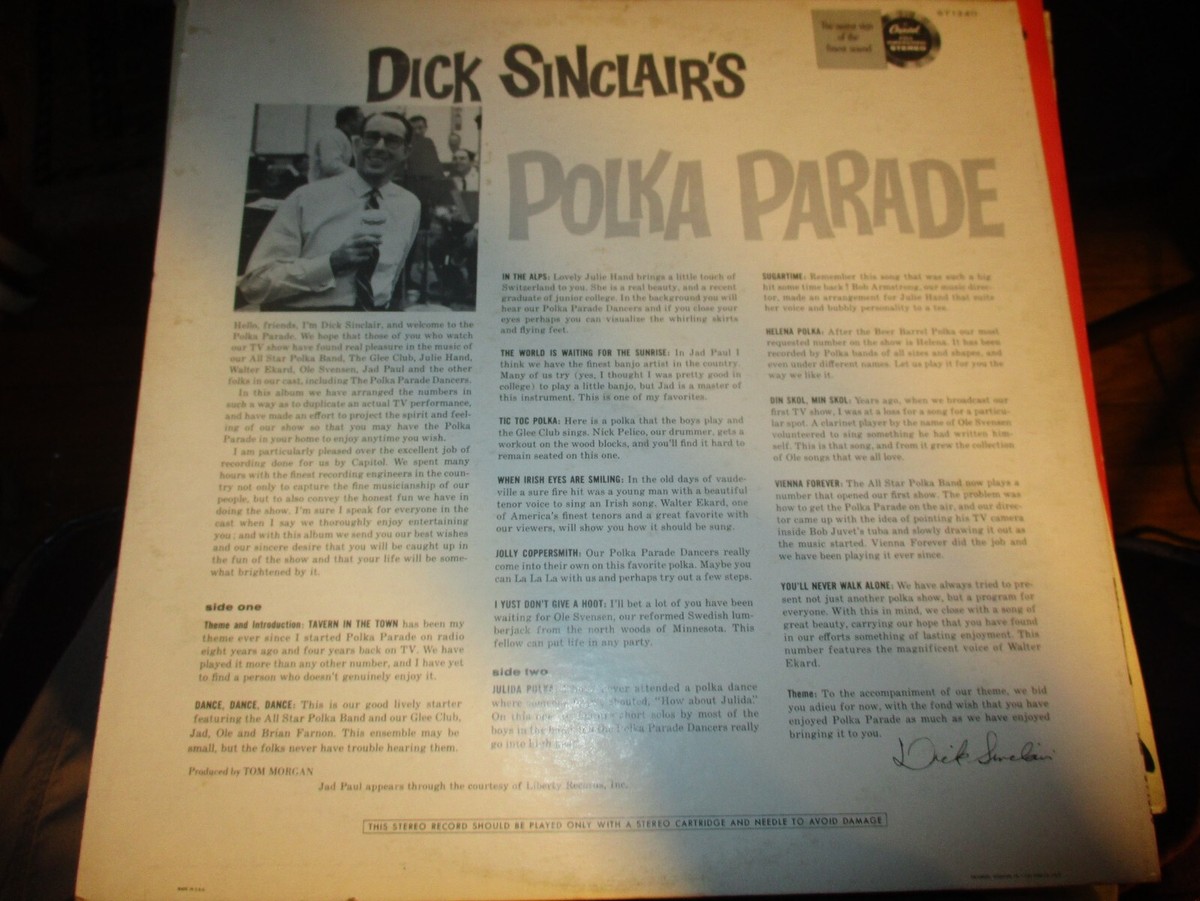 DICK SINCLAIR'S
POLKA PARADE
The name sign
of the
finest sound
Capitol
STEREO
Hello, friends, I'm Dick Sinclair, and welcome to the
Polka Parade. We hope that those of you who watch
our TV show have found real pleasure in the music of
our All Star Polka Band, The Glee Club, Julie Hand,
Walter Ekard, Ole Svensen, Jad Paul and the other
folks in our cast, including The Polka Parade Dancers.
In this album we have arranged the numbers in
such a way as to duplicate an actual TV performance,
and have made an effort to project the spirit and feel-
ing of our show so that you may have the Polka
Parade in your home to enjoy anytime you wish.
I am particularly pleased over the excellent job of
recording done for us by Capitol. We spent many
hours with the finest recording engineers in the coun-
try not only to capture the fine musicianship of our
people, but to also convey the honest fun we have in
doing the show. I'm sure I speak for everyone in the
cast when I say we thoroughly enjoy entertaining
you; and with this album we send you our best wishes
and our sincere desire that you will be caught up in
the fun of the show and that your life will be some-
what brightened by it.
side one
Theme and Introduction: TAVERN IN THE TOWN has been my
theme ever since I started Polka Parade on radio
eight years ago and four years back on TV. We have
played it more than any other number, and I have yet
to find a person who doesn't genuinely enjoy it.
DANCE, DANCE, DANCE: This is our good lively starter
featuring the All Star Polka Band and our Glee Club,
Jad, Ole and Brian Farnon. This ensemble may be
small, but the folks never have trouble hearing them.
IN THE ALPS: Lovely Julie Hand brings a little touch of
Switzerland to you. She is a real beauty, and a recent
graduate of junior college. In the background you will
hear our Polka Parade Dancers and if you close your
eyes perhaps you can visualize the whirling skirts
and flying feet.
THE WORLD IS WAITING FOR THE SUNRISE: In Jad Paul I
think we have the finest banjo artist in the country.
Many of us try (yes, I thought I was pretty good in
college) to play a little banjo, but Jad is a master of
this instrument. This is one of my favorites.
TIC TOC POLKA: Here is a polka that the boys play and
the Glee Club sings. Nick Pelico, our drummer, gets a
workout on the wood blocks, and you'll find it hard to
remain seated on this one.
WHEN IRISH EYES ARE SMILING: In the old days of vaude-
ville a sure fire hit was a young man with a beautiful
tenor voice to sing an Irish song. Walter Ekard, one
of America's finest tenors and a great favorite with
our viewers, will show you how it should be sung.
JOLLY COPPERSMITH: Our Polka Parade Dancers really
come into their own on this favorite polka. Maybe you
can La La La with us and perhaps try out a few steps.
I YUST DON'T GIVE A HOOT: I'll bet a lot of you have been
waiting for Ole Svensen, our reformed Swedish lum-
berjack from the north woods of Minnesota. This
fellow can put life in any party.
side two
JULIDA POLKA: ever attended a polka dance
where shouted, "How about Julida!"
On this one short solos by most of the
boys in the Polka Parade Dancers really
go into high
SUGARTIME: Remember this song that was such a big
hit some time back? Bob Armstrong, our music direc-
tor, made an arrangement for Julie Hand that suits
her voice and bubbly personality to a tee.
HELENA POLKA: After the Beer Barrel Polka our most
requested number on the show is Helena. It has been
recorded by Polka bands of all sizes and shapes, and
even under different names. Let us play it for you the
way we like it.
DIN SKOL, MIN SKOL: Years ago, when we broadcast our
first TV show, I was at a loss for a song for a particu-
lar spot. A clarinet player by the name of Ole Svensen
volunteered to sing something he had written him-
self. This is that song, and from it grew the collection
of Ole songs that we all love.
VIENNA FOREVER: The All Star Polka Band now plays a
number that opened our first show. The problem was
how to get the Polka Parade on the air, and our direc-
tor came up with the idea of pointing his TV camera
inside Bob Juvet's tuba and slowly drawing it out as
the music started. Vienna Forever did the job and
we have been playing it ever since.
YOU'LL NEVER WALK ALONE: We have always tried to pre-
sent not just another polka show, but a program for
everyone. With this in mind, we close with a song of
great beauty, carrying our hope that you have found
in our efforts something of lasting enjoyment. This
number features the magnificent voice of Walter
Ekard.
Theme: To the accompaniment of our theme, we bid
you adieu for now, with the fond wish that you have
enjoyed Polka Parade as much as we have enjoyed
bringing it to you.
Dick Sinclair
Produced by TOM MORGAN
Jad Paul appears through the courtesy of Liberty Records, Inc.
THIS STEREO RECORD SHOULD BE PLAYED ONLY WITH A STEREO CARTRIDGE AND NEEDLE TO AVOID DAMAGE